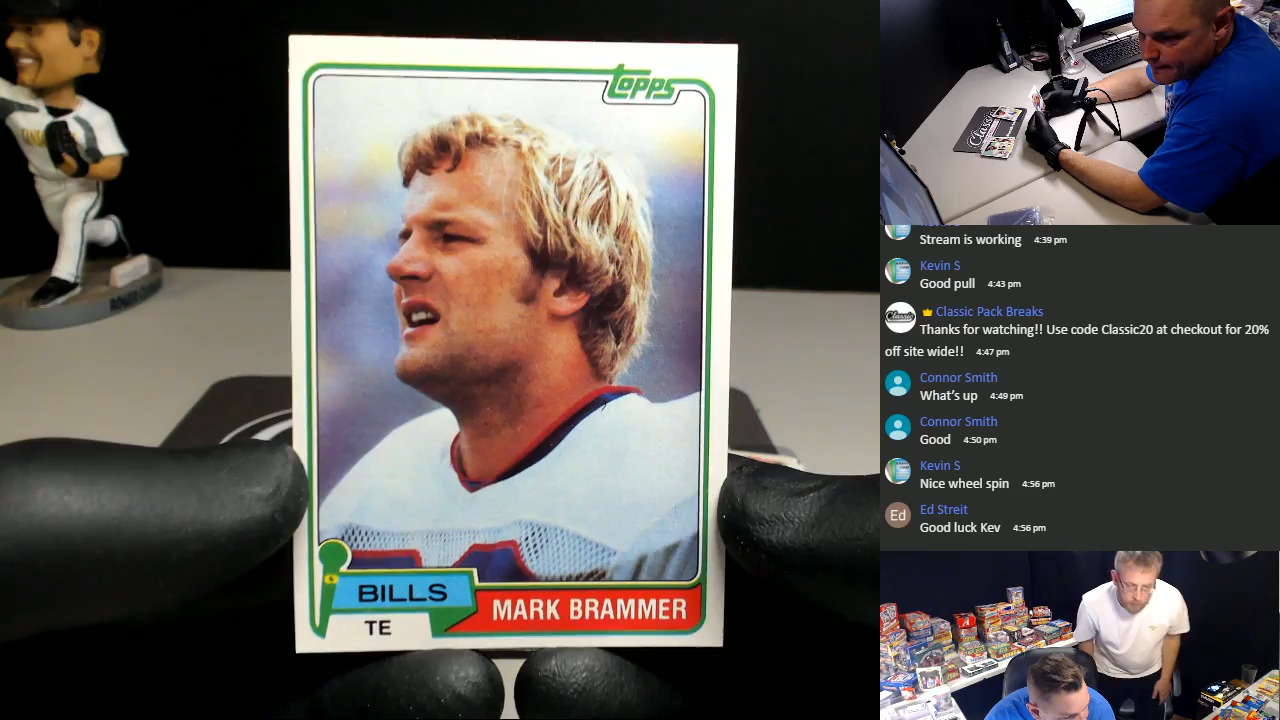 topps
BILLS
TE
MARK BRAMMER
Classic
Stream is working 4:39 pm
Kevin S
Good pull 4:43 pm
Classic Pack Breaks
Thanks for watching!! Use code Classic20 at checkout for 20%
off site wide!! 4:47 pm
Connor Smith
What's up 4:49 pm
Connor Smith
Good 4:50 pm
Kevin S
Nice wheel spin 4:56 pm
Ed
Ed Streit
Good luck Kev 4:56 pm